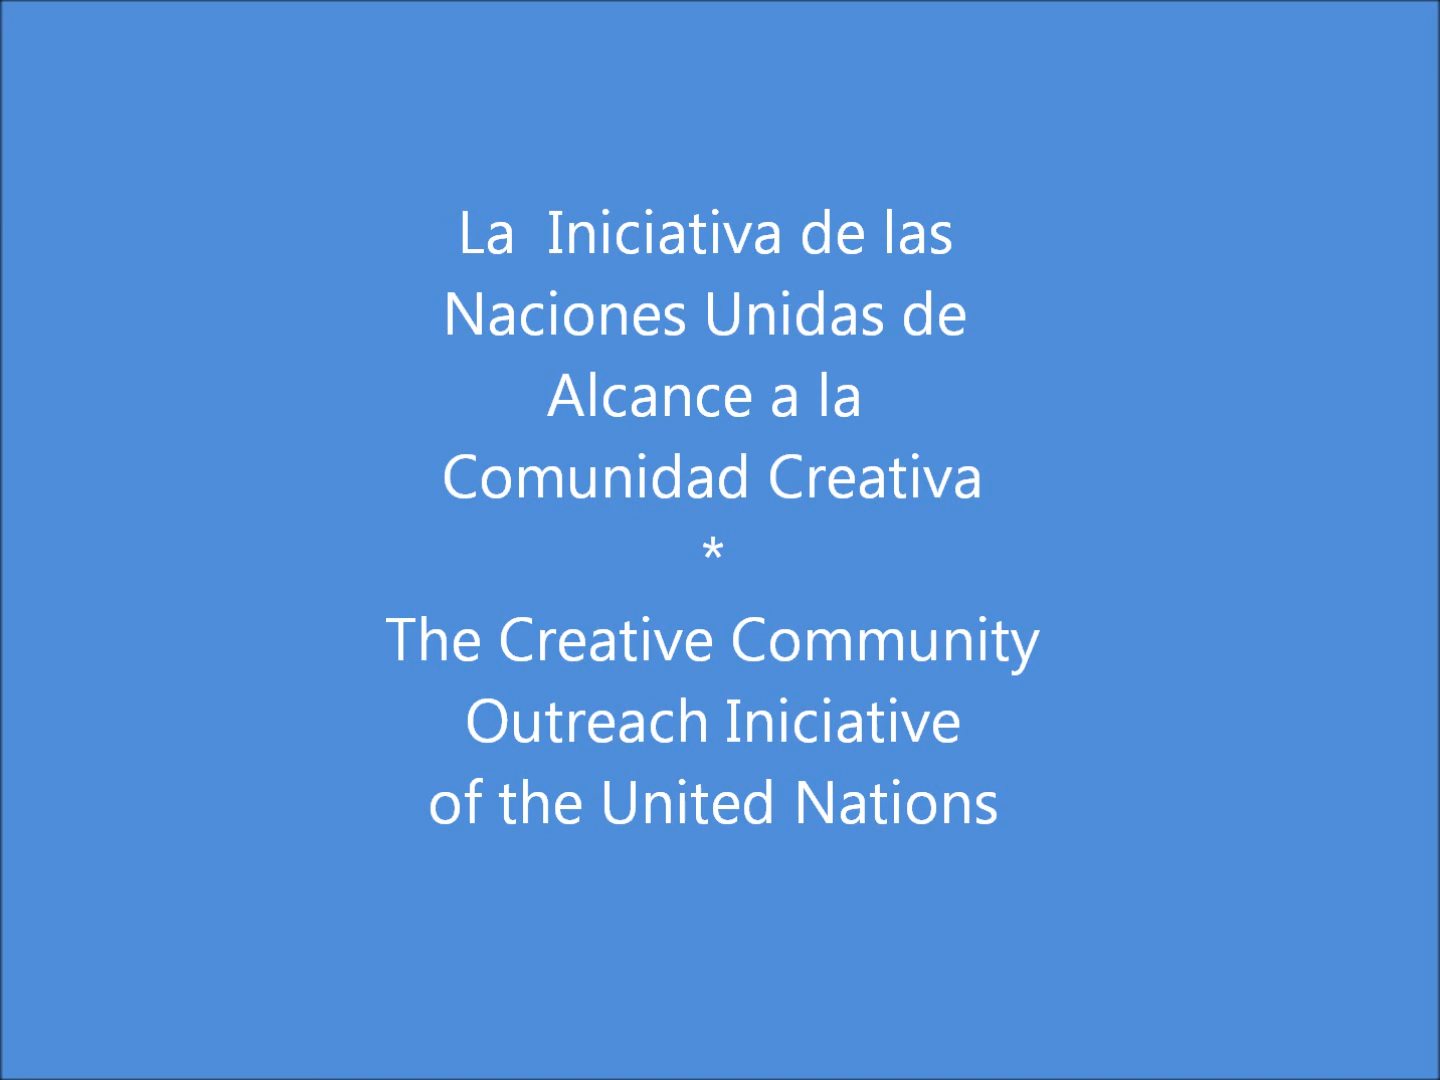 La  Iniciativa de las
Naciones Unidas de
Alcance a la
Comunidad Creativa
*
The Creative Community
Outreach Iniciative
of the United Nations